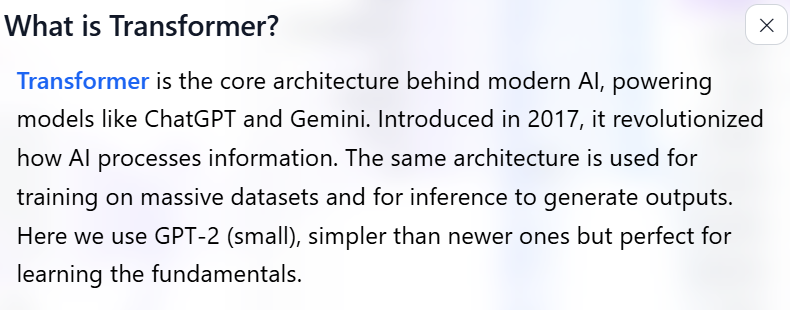 What is Transformer?
Transformer is the core architecture behind modern AI, powering
models like ChatGPT and Gemini. Introduced in 2017, it revolutionized
how AI processes information. The same architecture is used for
training on massive datasets and for inference to generate outputs.
Here we use GPT-2 (small), simpler than newer ones but perfect for
learning the fundamentals.